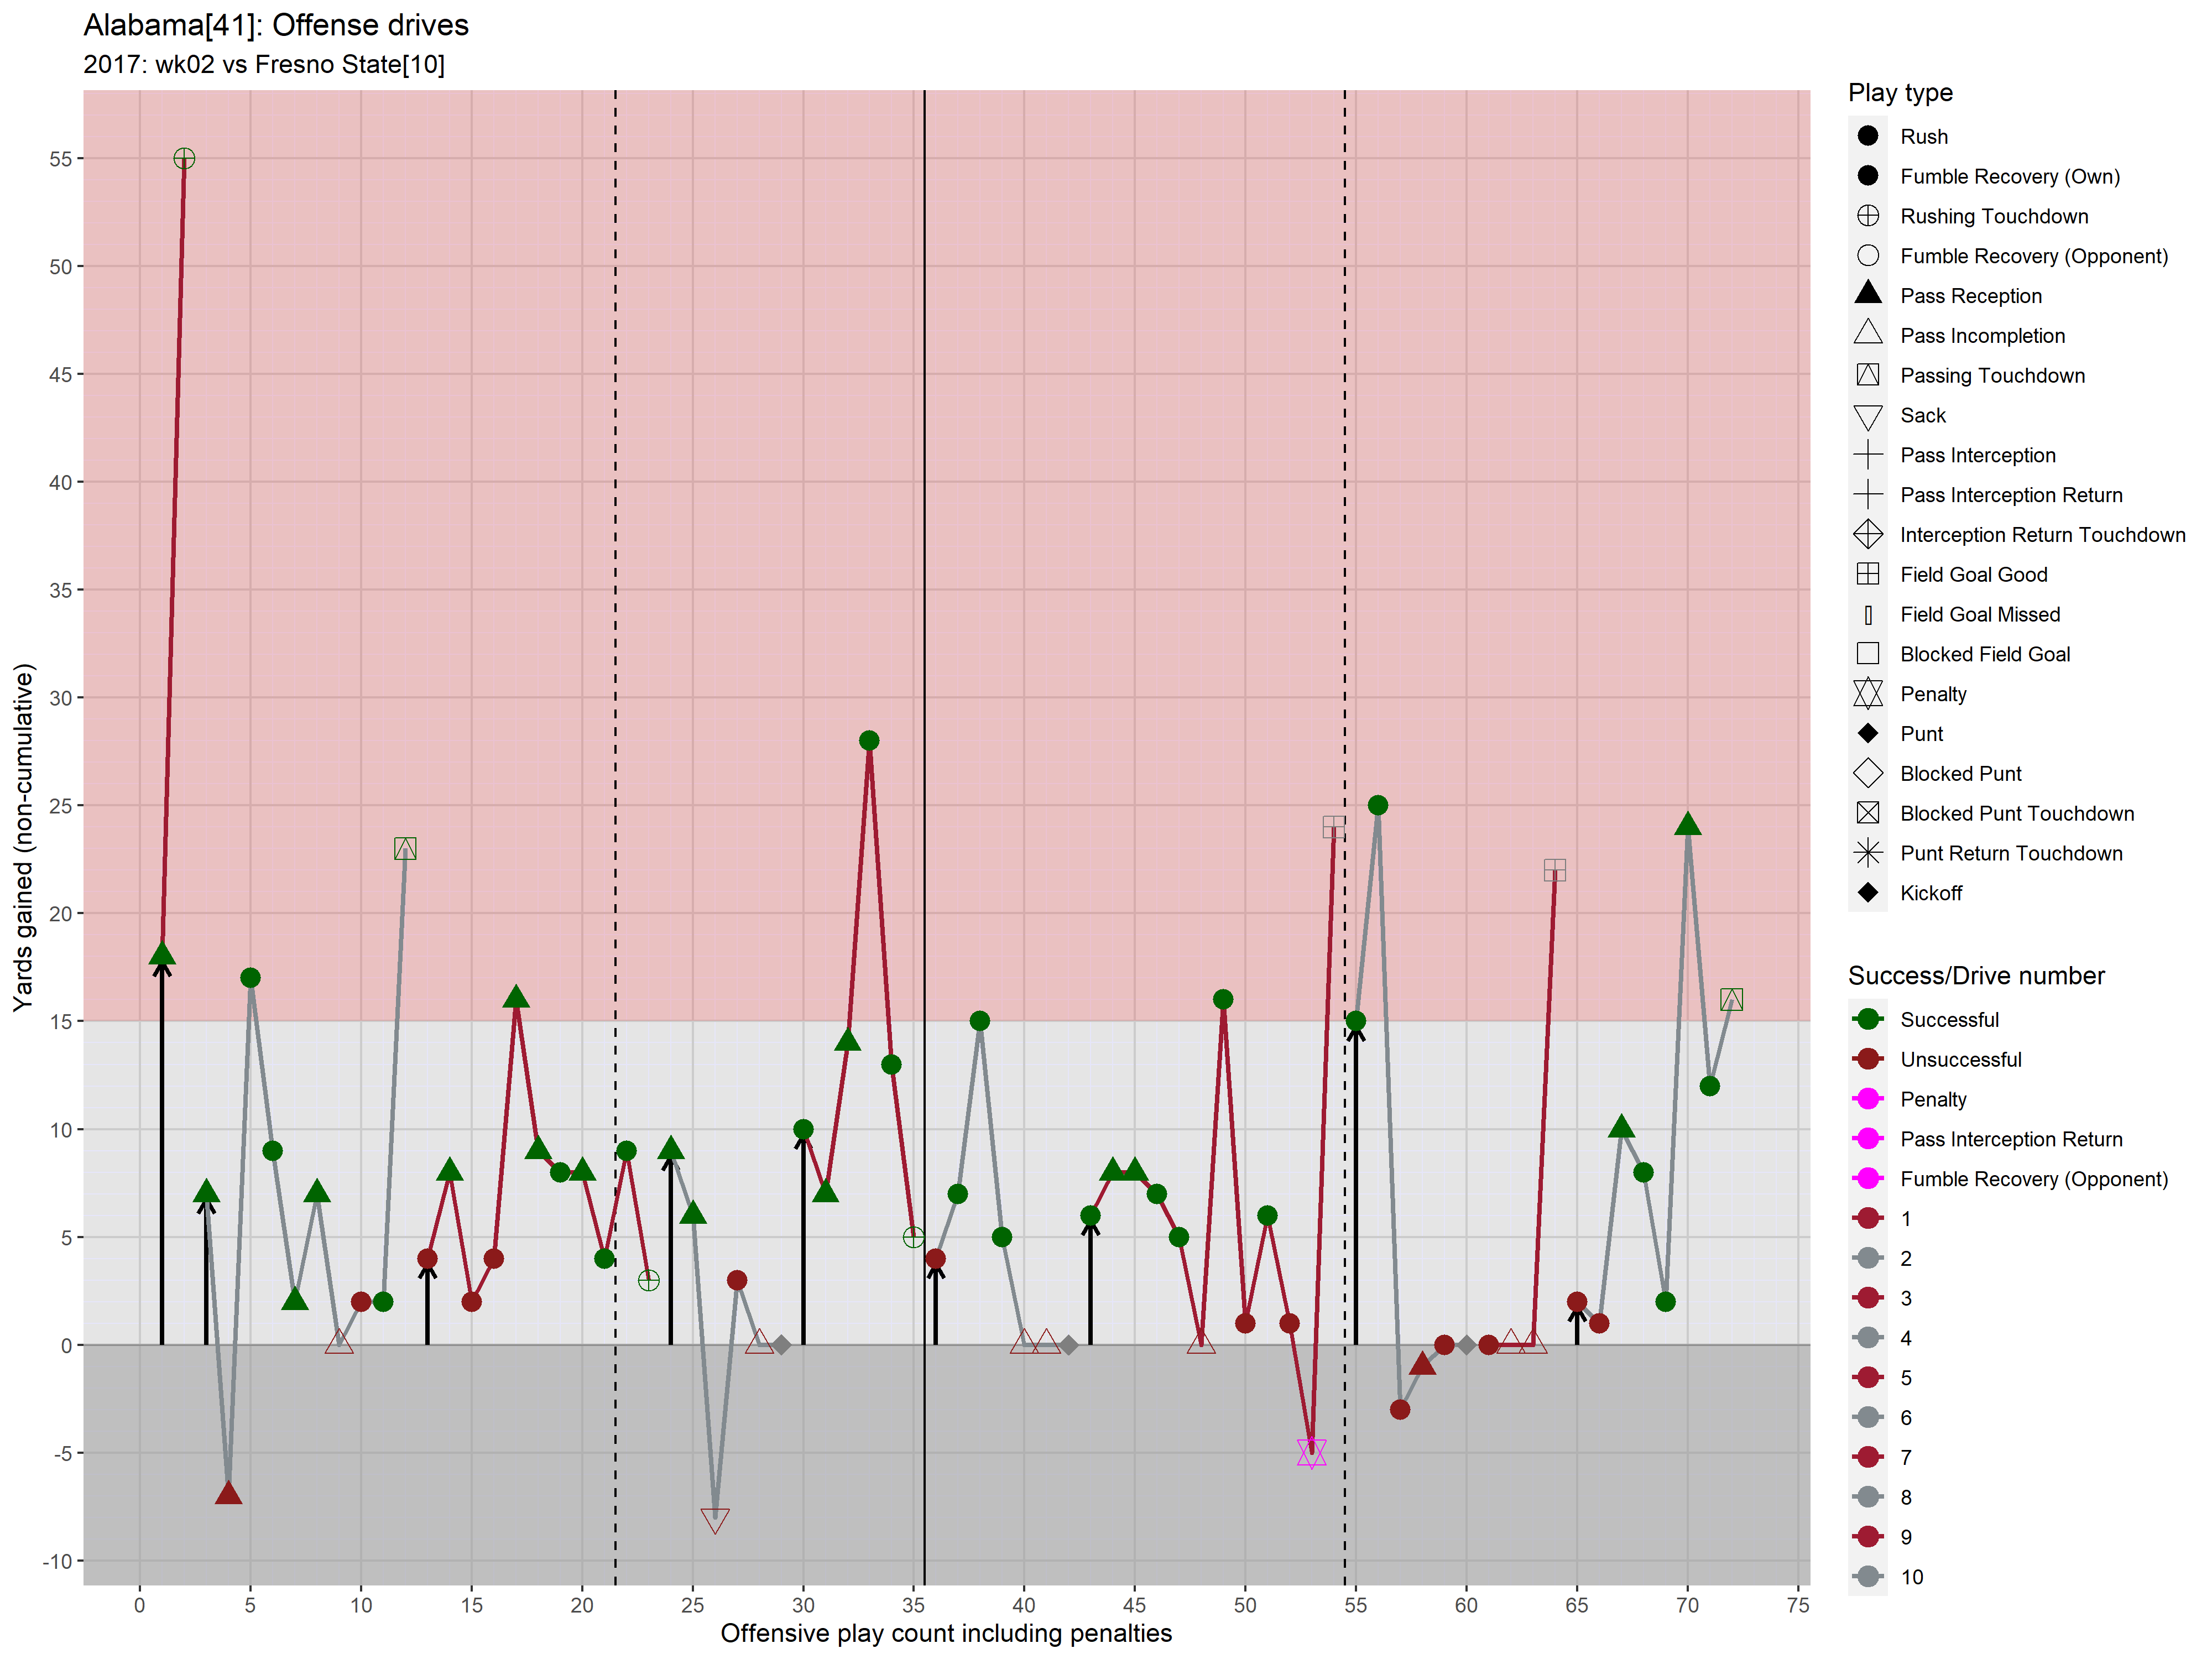 Alabama[41]: Offense drives
2017: wk02 vs Fresno State[10]
Yards gained (non-cumulative)
55
50
45
40
35
30
25
20
15
10
5
0
-5
-10
0 5 10 15 20 25 30 35 40 45 50 55 60 65 70 75
Offensive play count including penalties
Play type
Rush
Fumble Recovery (Own)
Rushing Touchdown
Fumble Recovery (Opponent)
Pass Reception
Pass Incompletion
Passing Touchdown
Sack
Pass Interception
Pass Interception Return
Interception Return Touchdown
Field Goal Good
Field Goal Missed
Blocked Field Goal
Penalty
Punt
Blocked Punt
Blocked Punt Touchdown
Punt Return Touchdown
Kickoff
Success/Drive number
Successful
Unsuccessful
Penalty
Pass Interception Return
Fumble Recovery (Opponent)
1
2
3
4
5
6
7
8
9
10